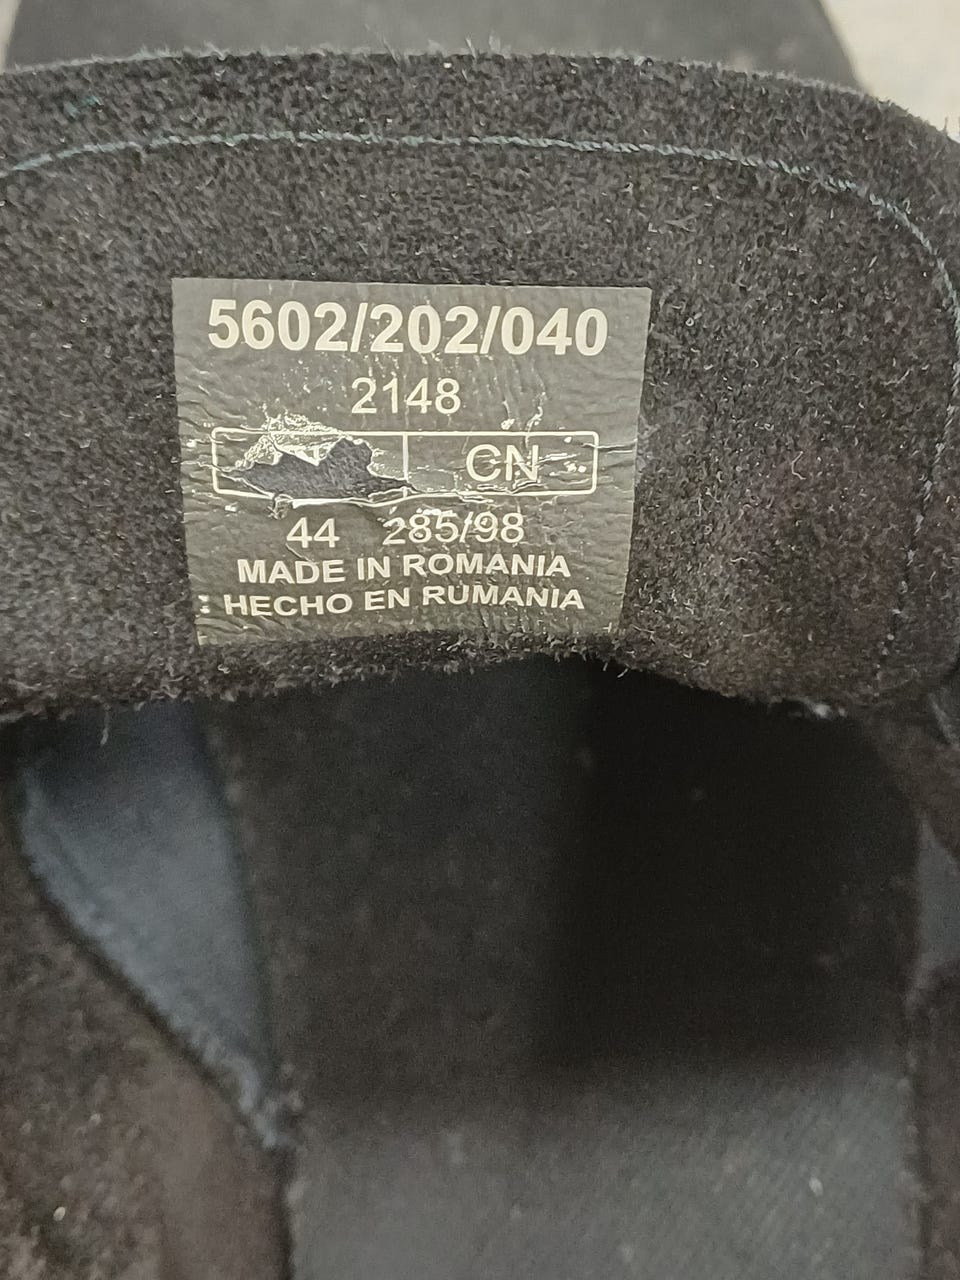 5602/202/040
2148
CN
44 285/98
MADE IN ROMANIA
: HECHO EN RUMANIA